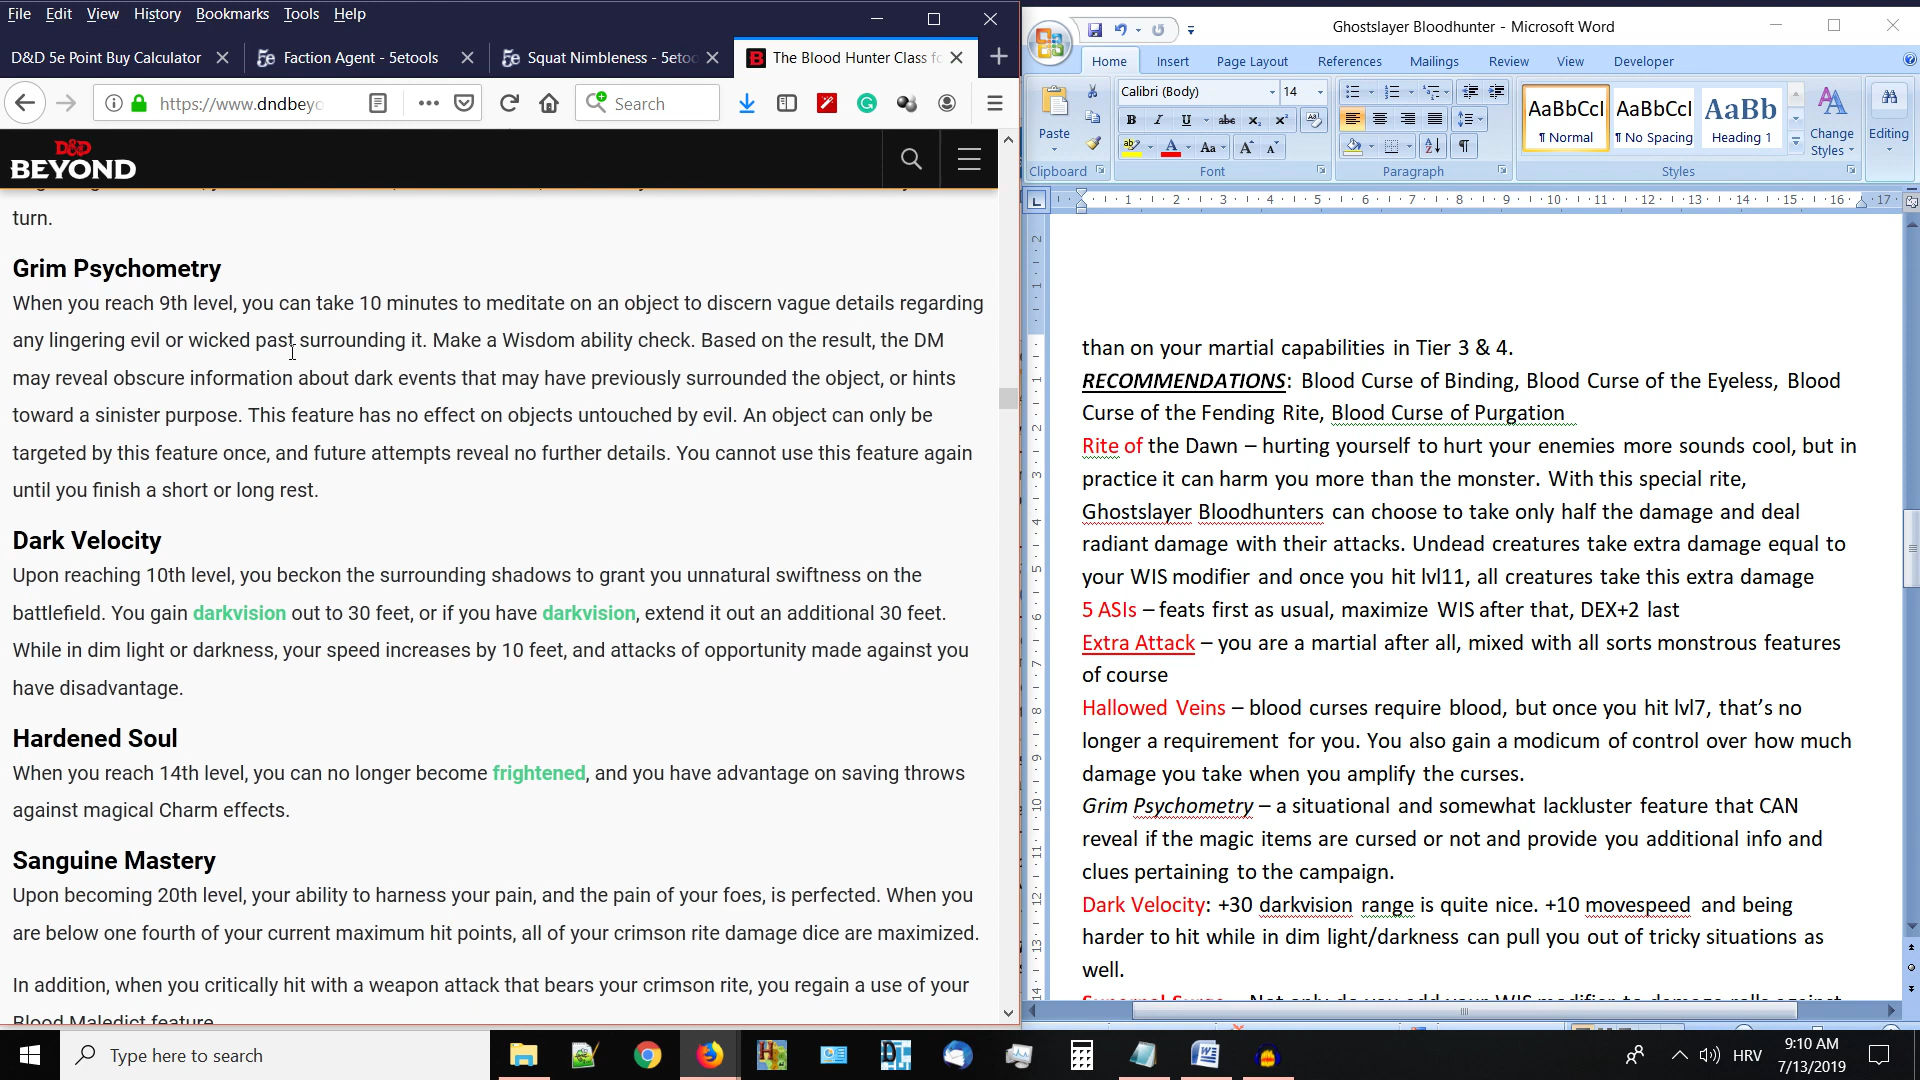 File Edit View History Bookmarks Tools Help
D&D 5e Point Buy Calculator
Faction Agent - 5etools
Squat Nimbleness - 5etoo
The Blood Hunter Class fo
https://www.dndbeyo
Search
D&D
BEYOND
turn.
Grim Psychometry
When you reach 9th level, you can take 10 minutes to meditate on an object to discern vague details regarding
any lingering evil or wicked past surrounding it. Make a Wisdom ability check. Based on the result, the DM
may reveal obscure information about dark events that may have previously surrounded the object, or hints
toward a sinister purpose. This feature has no effect on objects untouched by evil. An object can only be
targeted by this feature once, and future attempts reveal no further details. You cannot use this feature again
until you finish a short or long rest.
Dark Velocity
Upon reaching 10th level, you beckon the surrounding shadows to grant you unnatural swiftness on the
battlefield. You gain darkvision out to 30 feet, or if you have darkvision, extend it out an additional 30 feet.
While in dim light or darkness, your speed increases by 10 feet, and attacks of opportunity made against you
have disadvantage.
Hardened Soul
When you reach 14th level, you can no longer become frightened, and you have advantage on saving throws
against magical Charm effects.
Sanguine Mastery
Upon becoming 20th level, your ability to harness your pain, and the pain of your foes, is perfected. When you
are below one fourth of your current maximum hit points, all of your crimson rite damage dice are maximized.
In addition, when you critically hit with a weapon attack that bears your crimson rite, you regain a use of your
Blood Maledict feature
Ghostslayer Bloodhunter - Microsoft Word
Home Insert Page Layout References Mailings Review View Developer
Paste
Clipboard
Calibri (Body) 14
Font
Paragraph
AaBbCcI AaBbCcI AaBb
¶ Normal ¶ No Spacing Heading 1
Change Styles
Styles
Editing
than on your martial capabilities in Tier 3 & 4.
RECOMMENDATIONS: Blood Curse of Binding, Blood Curse of the Eyeless, Blood
Curse of the Fending Rite, Blood Curse of Purgation
Rite of the Dawn – hurting yourself to hurt your enemies more sounds cool, but in
practice it can harm you more than the monster. With this special rite,
Ghostslayer Bloodhunters can choose to take only half the damage and deal
radiant damage with their attacks. Undead creatures take extra damage equal to
your WIS modifier and once you hit lvl11, all creatures take this extra damage
5 ASIs – feats first as usual, maximize WIS after that, DEX+2 last
Extra Attack – you are a martial after all, mixed with all sorts monstrous features
of course
Hallowed Veins – blood curses require blood, but once you hit lvl7, that's no
longer a requirement for you. You also gain a modicum of control over how much
damage you take when you amplify the curses.
Grim Psychometry – a situational and somewhat lackluster feature that CAN
reveal if the magic items are cursed or not and provide you additional info and
clues pertaining to the campaign.
Dark Velocity: +30 darkvision range is quite nice. +10 movespeed and being
harder to hit while in dim light/darkness can pull you out of tricky situations as
well.
Supernal Surge – Not only do you add your WIS modifier to damage rolls against
Type here to search
HRV
9:10 AM
7/13/2019